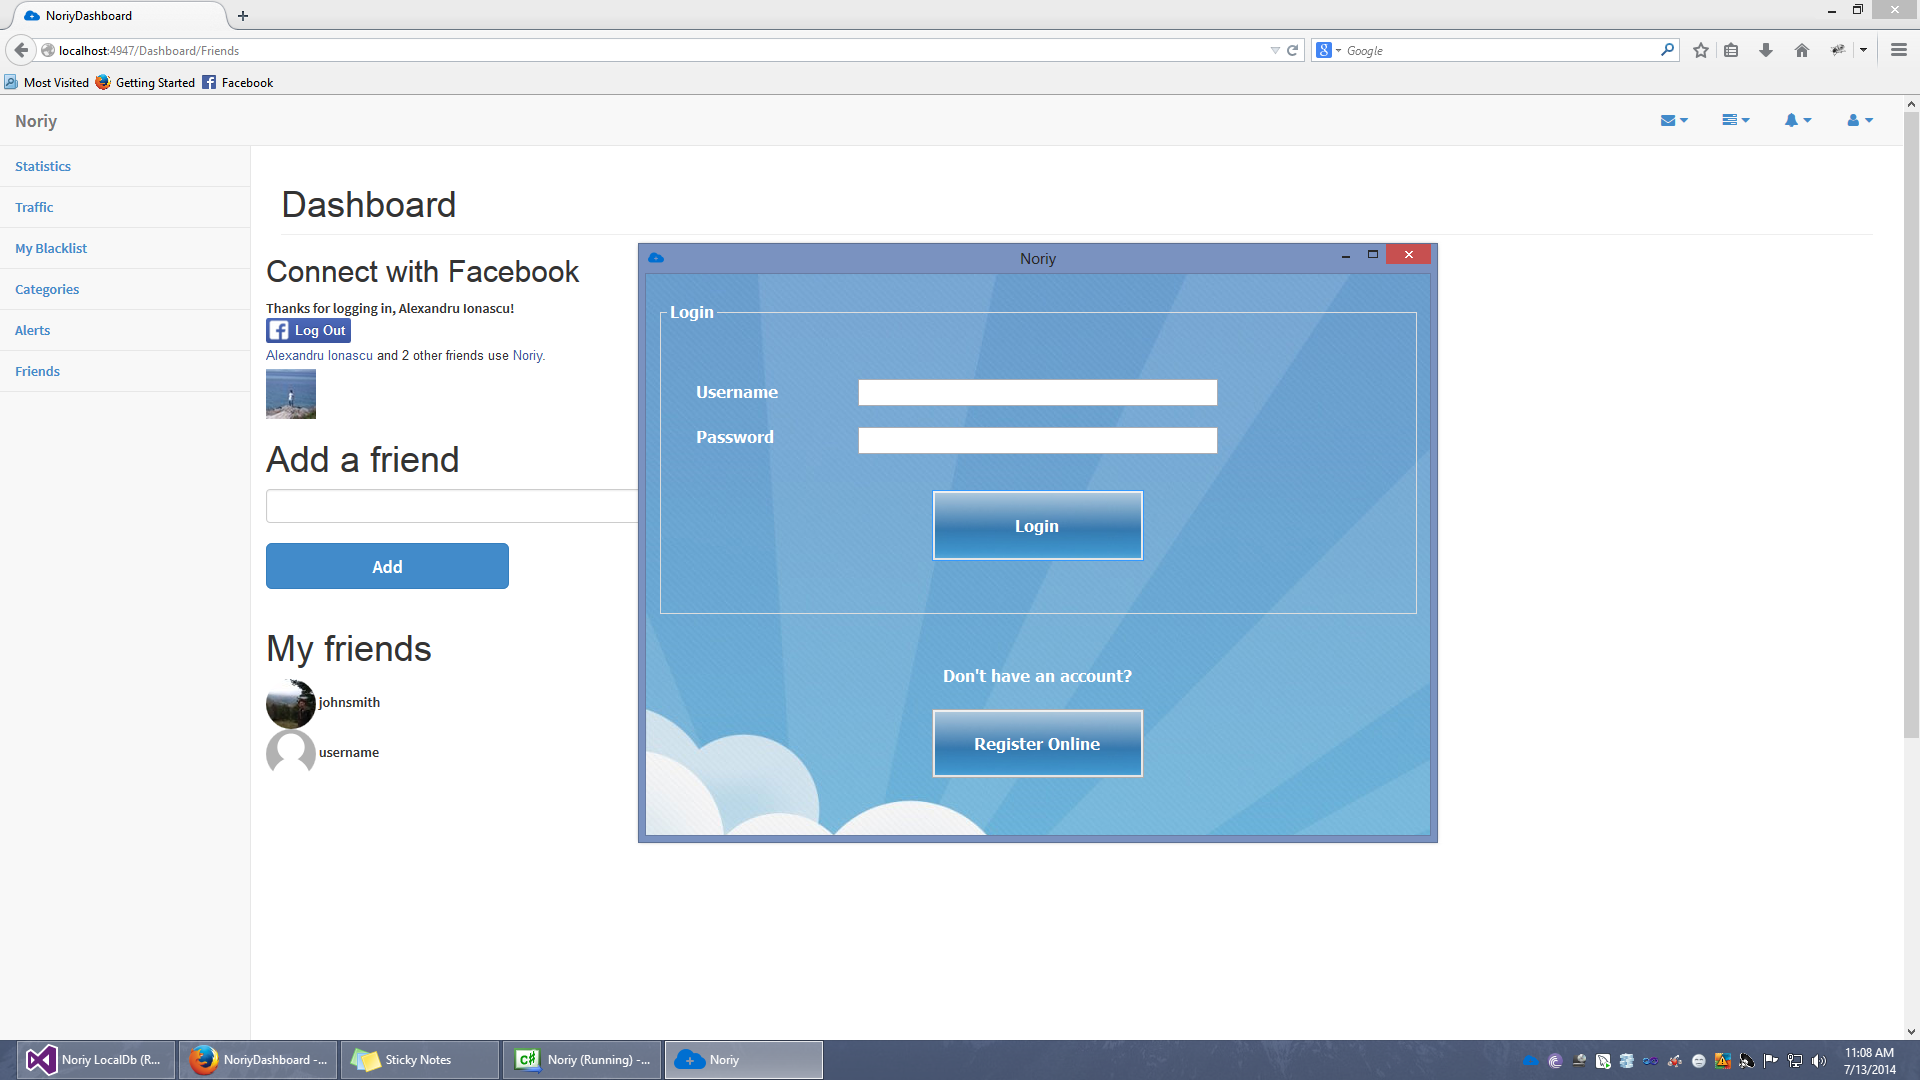 NoriyDashboard
localhost:4947/Dashboard/Friends
Google
Most Visited
Getting Started
Facebook
Noriy
Statistics
Traffic
My Blacklist
Categories
Alerts
Friends
Dashboard
Connect with Facebook
Thanks for logging in, Alexandru Ionascu!
Log Out
Alexandru Ionascu and 2 other friends use Noriy.
Add a friend
Add
My friends
johnsmith
username
Noriy
Login
Username
Password
Login
Don't have an account?
Register Online
Noriy LocalDb (R...
NoriyDashboard -...
Sticky Notes
Noriy (Running) -...
Noriy
11:08 AM
7/13/2014